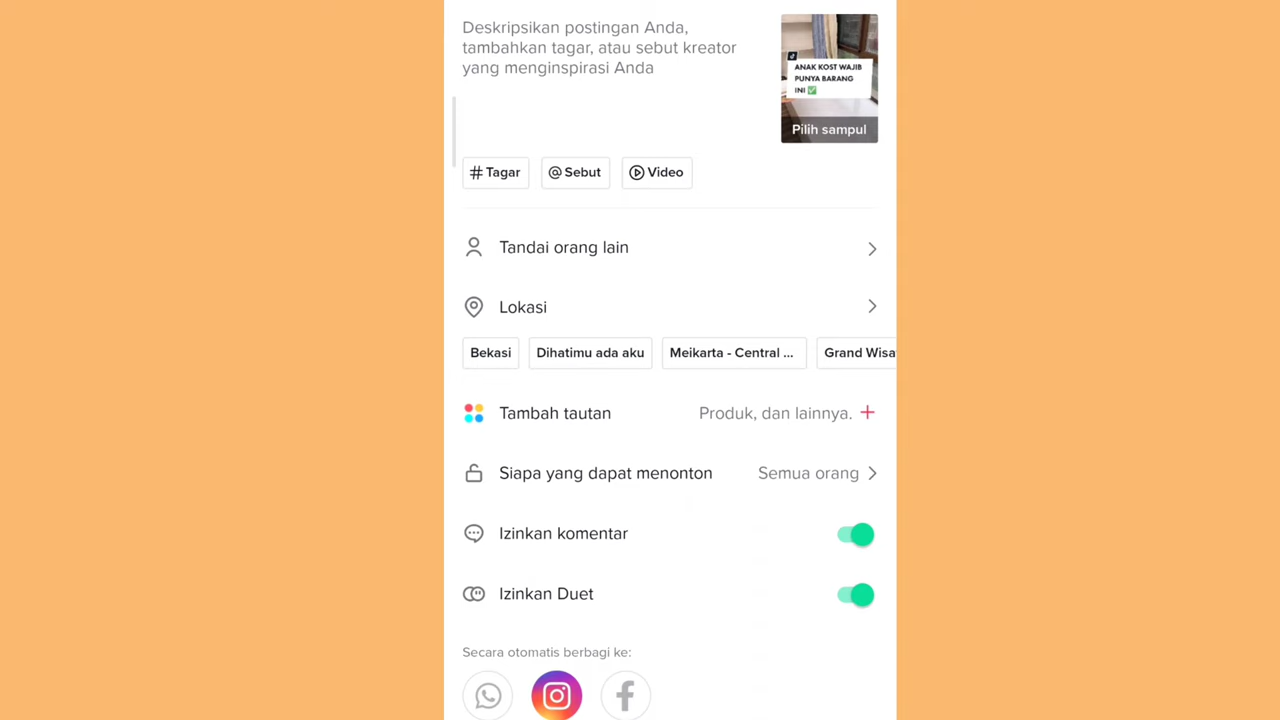 Deskripsikan postingan Anda,
tambahkan tagar, atau sebut kreator
yang menginspirasi Anda
ANAK KOST WAJIB
PUNYA BARANG
INI ✅
Pilih sampul
# Tagar
@ Sebut
Video
Tandai orang lain
Lokasi
Bekasi
Dihatimu ada aku
Meikarta - Central ...
Grand Wisa
Tambah tautan
Produk, dan lainnya. +
Siapa yang dapat menonton
Semua orang
Izinkan komentar
Izinkan Duet
Secara otomatis berbagi ke: